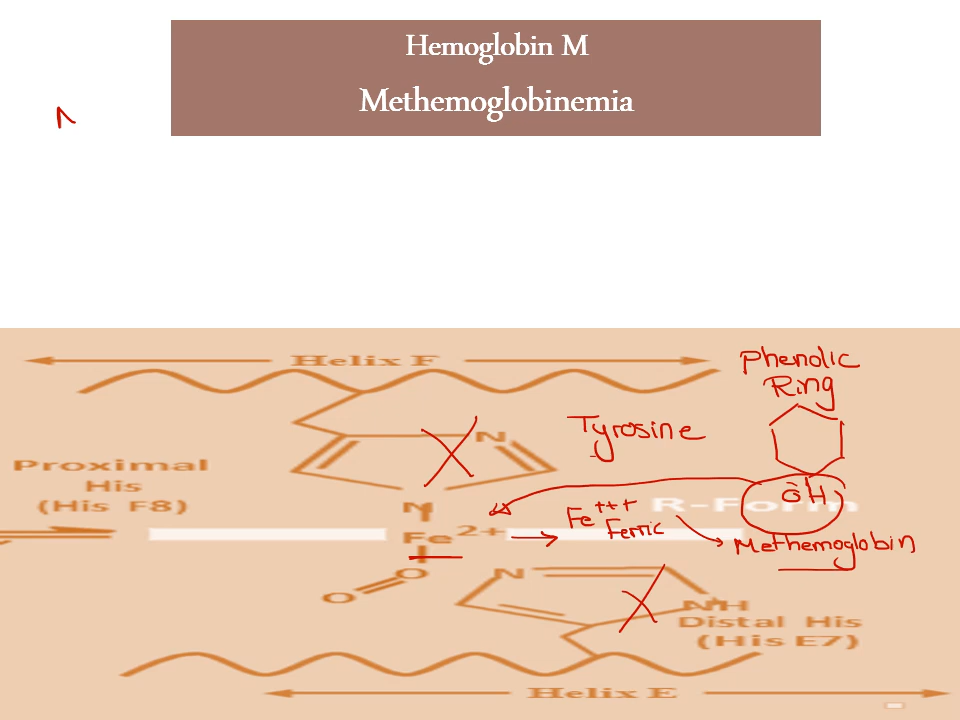 Hemoglobin M
Methemoglobinemia
Helix F
Phenolic
Ring
Tyrosine
N
Proximal
His
(His F8)
N
ÖH
R-Form
Fe+++
Ferric
Fe2+
Methemoglobin
O
O
N
NH
Distal His
(His E7)
Helix E